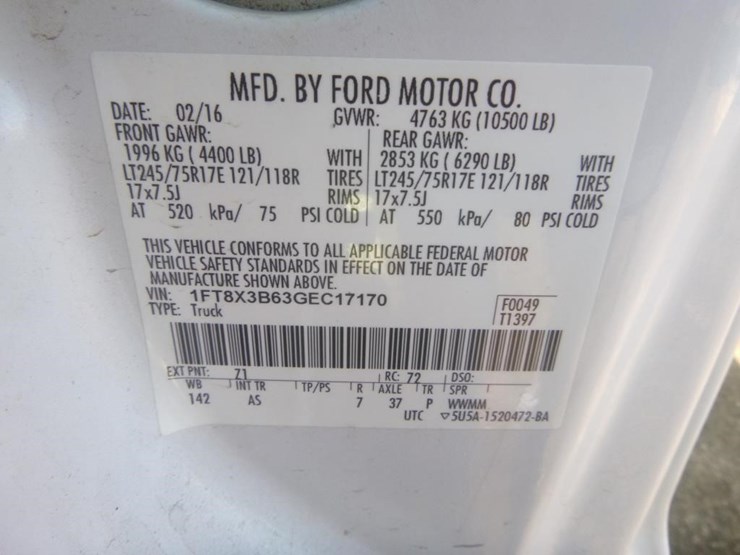 MFD. BY FORD MOTOR CO.
DATE: 02/16 GVWR: 4763 KG (10500 LB)
FRONT GAWR: REAR GAWR:
1996 KG ( 4400 LB) WITH 2853 KG ( 6290 LB) WITH
LT245/75R17E 121/118R TIRES LT245/75R17E 121/118R TIRES
17x7.5J RIMS 17x7.5J RIMS
AT 520 kPa/ 75 PSI COLD AT 550 kPa/ 80 PSI COLD
THIS VEHICLE CONFORMS TO ALL APPLICABLE FEDERAL MOTOR
VEHICLE SAFETY STANDARDS IN EFFECT ON THE DATE OF
MANUFACTURE SHOWN ABOVE.
VIN: 1FT8X3B63GEC17170 F0049
TYPE: Truck T1397
EXT PNT: Z1 RC: 72 DSO:
WB INT TR TP/PS R AXLE TR SPR
142 AS 7 37 P WWMM
UTC ▽5U5A-1520472-BA